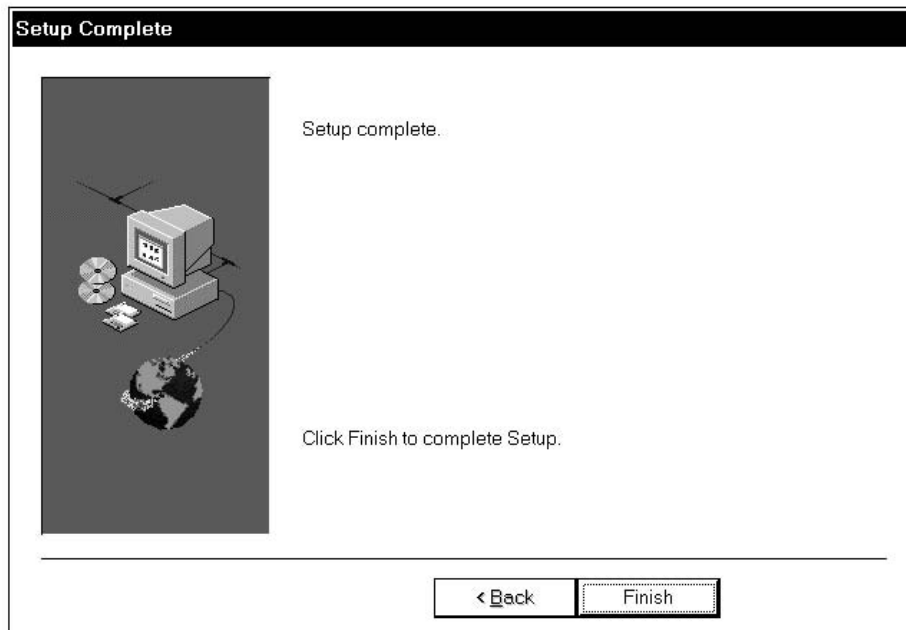 Setup Complete
Setup complete.
Click Finish to complete Setup.
< Back
Finish